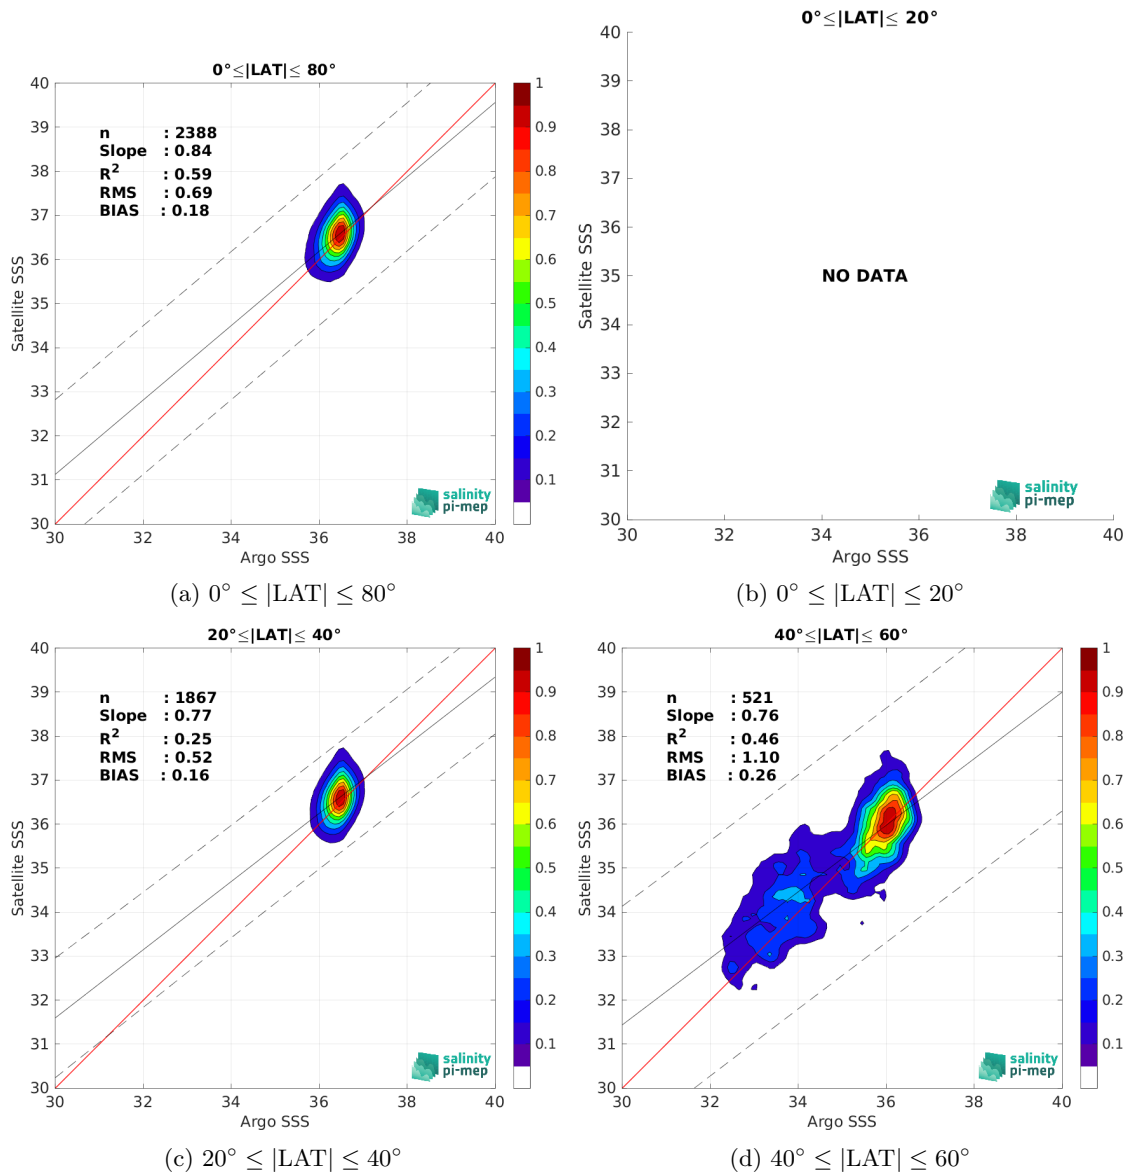 0°≤|LAT|≤ 80°
n : 2388
Slope : 0.84
R2 : 0.59
RMS : 0.69
BIAS : 0.18
40
39
38
37
36
35
34
33
32
31
30
Satellite SSS
30 32 34 36 38 40
Argo SSS
1
0.9
0.8
0.7
0.6
0.5
0.4
0.3
0.2
0.1
salinity
pi-mep
(a) 0° ≤ |LAT| ≤ 80°
0°≤|LAT|≤ 20°
40
39
38
37
36
35
34
33
32
31
30
Satellite SSS
NO DATA
salinity
pi-mep
30 32 34 36 38 40
Argo SSS
(b) 0° ≤ |LAT| ≤ 20°
20°≤|LAT|≤ 40°
n : 1867
Slope : 0.77
R2 : 0.25
RMS : 0.52
BIAS : 0.16
40
39
38
37
36
35
34
33
32
31
30
Satellite SSS
30 32 34 36 38 40
Argo SSS
1
0.9
0.8
0.7
0.6
0.5
0.4
0.3
0.2
0.1
salinity
pi-mep
(c) 20° ≤ |LAT| ≤ 40°
40°≤|LAT|≤ 60°
n : 521
Slope : 0.76
R2 : 0.46
RMS : 1.10
BIAS : 0.26
40
39
38
37
36
35
34
33
32
31
30
Satellite SSS
30 32 34 36 38 40
Argo SSS
1
0.9
0.8
0.7
0.6
0.5
0.4
0.3
0.2
0.1
salinity
pi-mep
(d) 40° ≤ |LAT| ≤ 60°